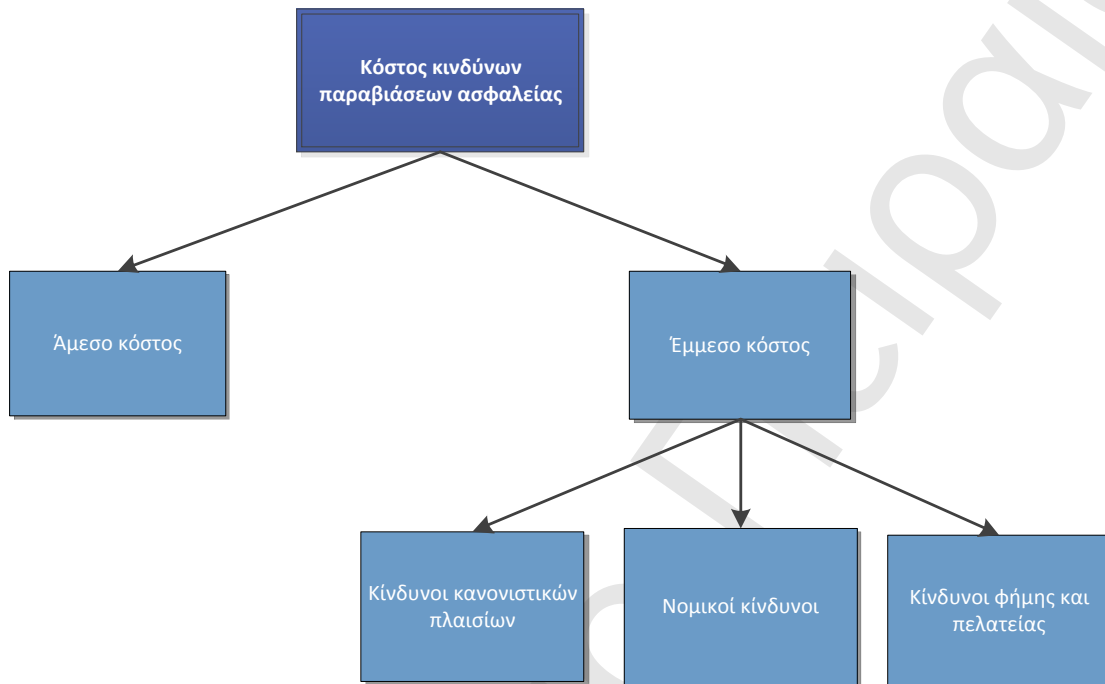 Κόστος κινδύνων
παραβιάσεων ασφαλείας
Άμεσο κόστος
Έμμεσο κόστος
Κίνδυνοι κανονιστικών
πλαισίων
Νομικοί κίνδυνοι
Κίνδυνοι φήμης και
πελατείας